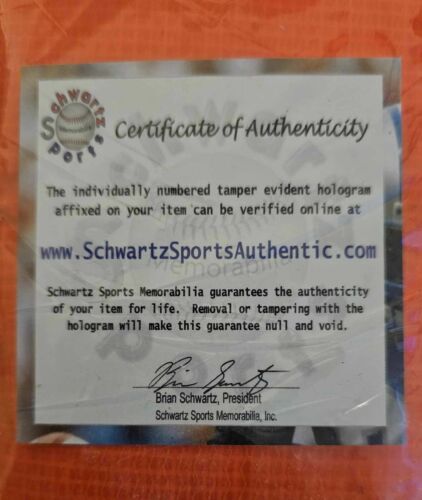 Schwartz
Memorabilia
Sports
Certificate of Authenticity
The individually numbered tamper evident hologram
affixed on your item can be verified online at
www.SchwartzSportsAuthentic.com
Schwartz Sports Memorabilia guarantees the authenticity
of your item for life. Removal or tampering with the
hologram will make this guarantee null and void.
Brian Schwartz, President
Schwartz Sports Memorabilia, Inc.